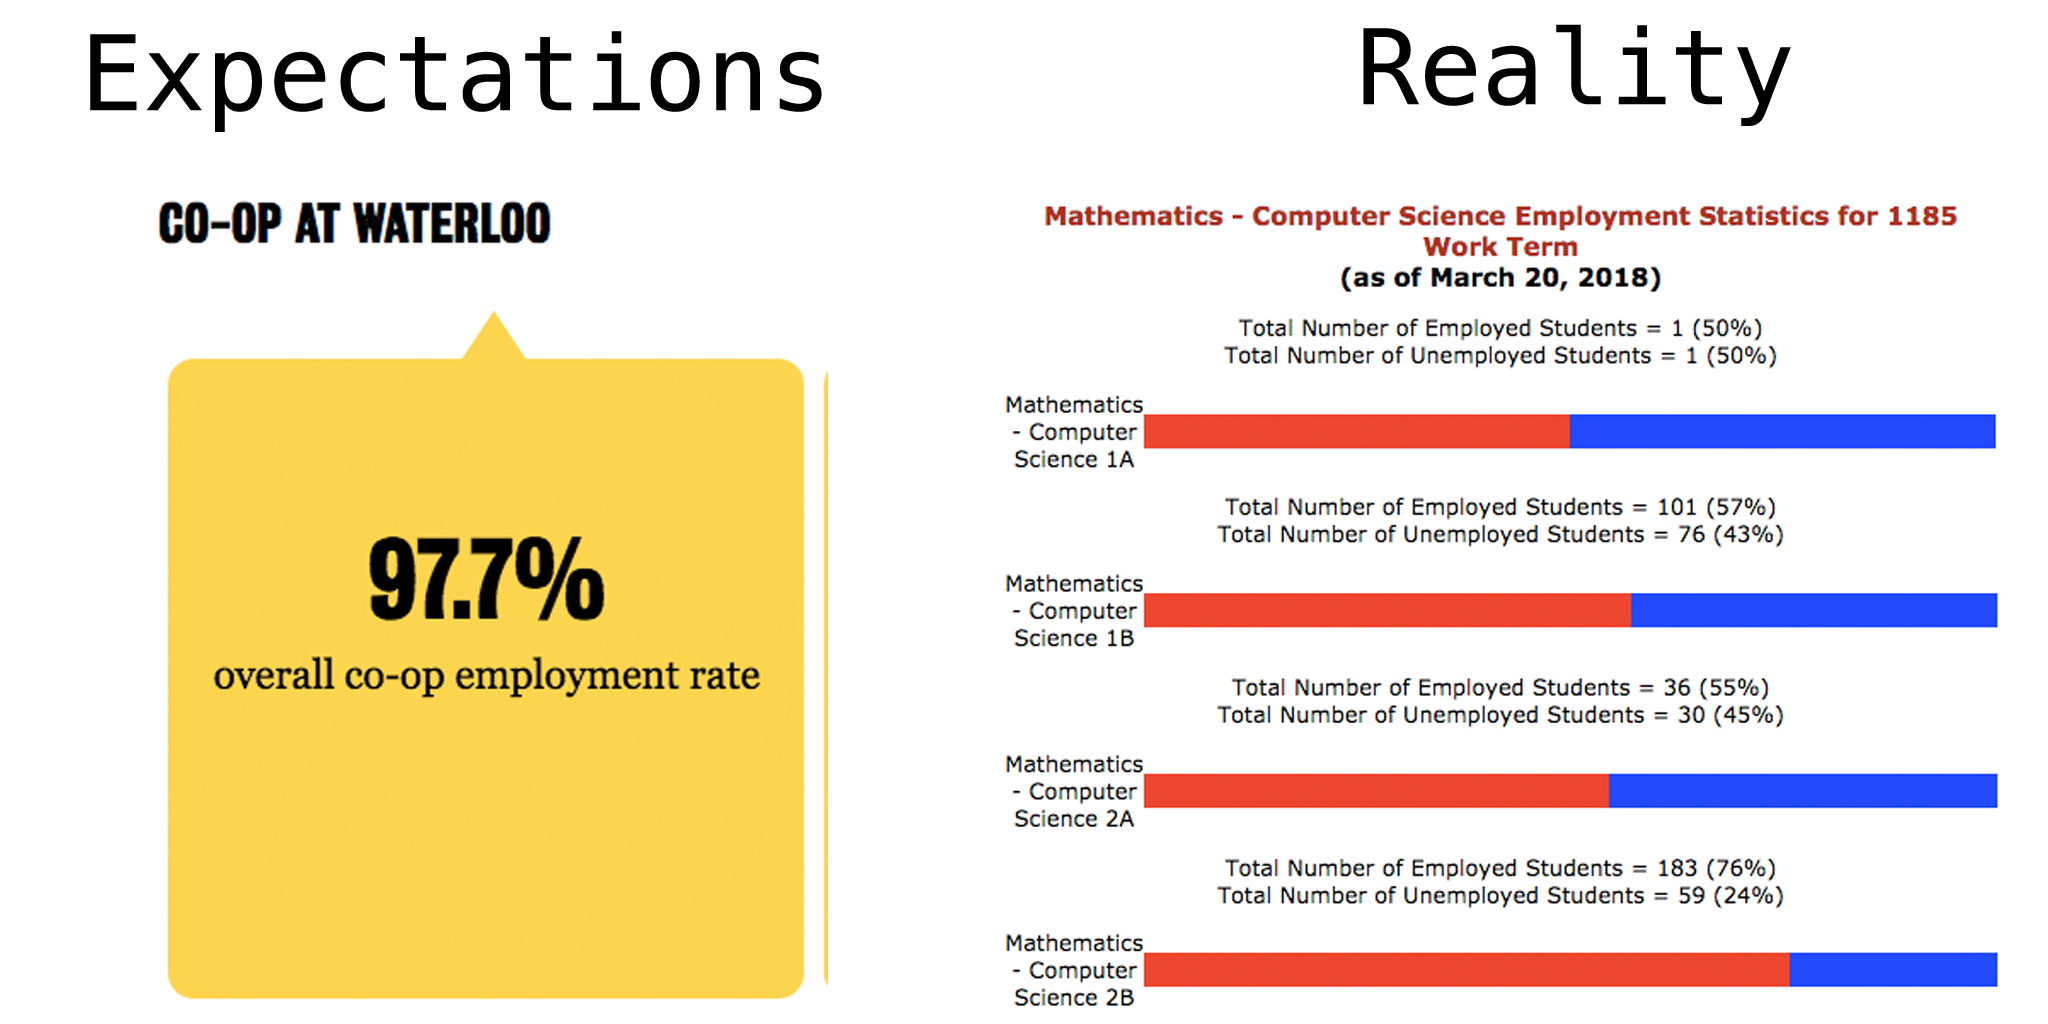 Expectations
CO-OP AT WATERLOO
97.7%
overall co-op employment rate
Reality
Mathematics - Computer Science Employment Statistics for 1185
Work Term
(as of March 20, 2018)
Total Number of Employed Students = 1 (50%)
Total Number of Unemployed Students = 1 (50%)
Mathematics
- Computer
Science 1A
Total Number of Employed Students = 101 (57%)
Total Number of Unemployed Students = 76 (43%)
Mathematics
- Computer
Science 1B
Total Number of Employed Students = 36 (55%)
Total Number of Unemployed Students = 30 (45%)
Mathematics
- Computer
Science 2A
Total Number of Employed Students = 183 (76%)
Total Number of Unemployed Students = 59 (24%)
Mathematics
- Computer
Science 2B